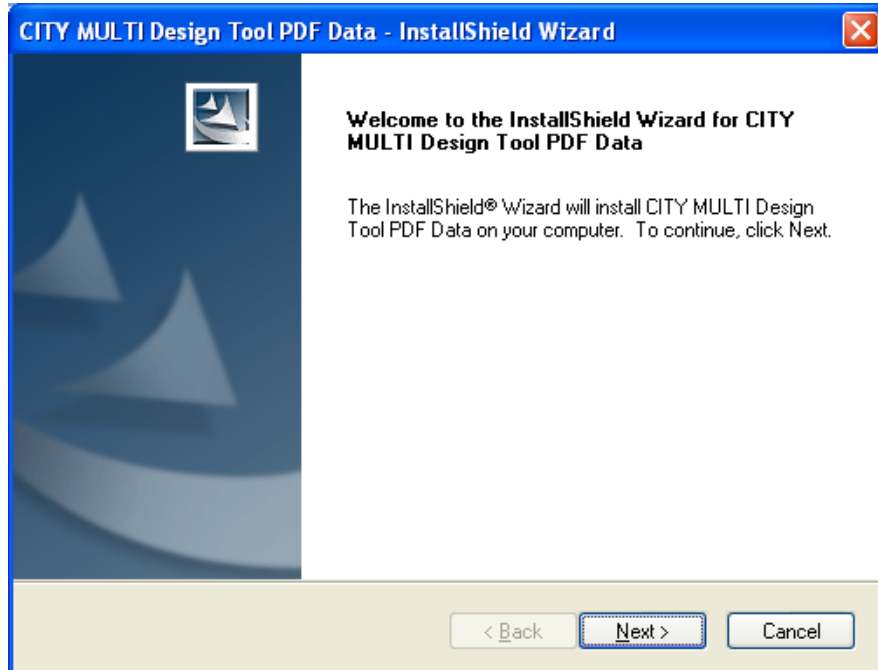 CITY MULTI Design Tool PDF Data - InstallShield Wizard
Welcome to the InstallShield Wizard for CITY
MULTI Design Tool PDF Data
The InstallShield® Wizard will install CITY MULTI Design
Tool PDF Data on your computer.  To continue, click Next.
< Back
Next >
Cancel